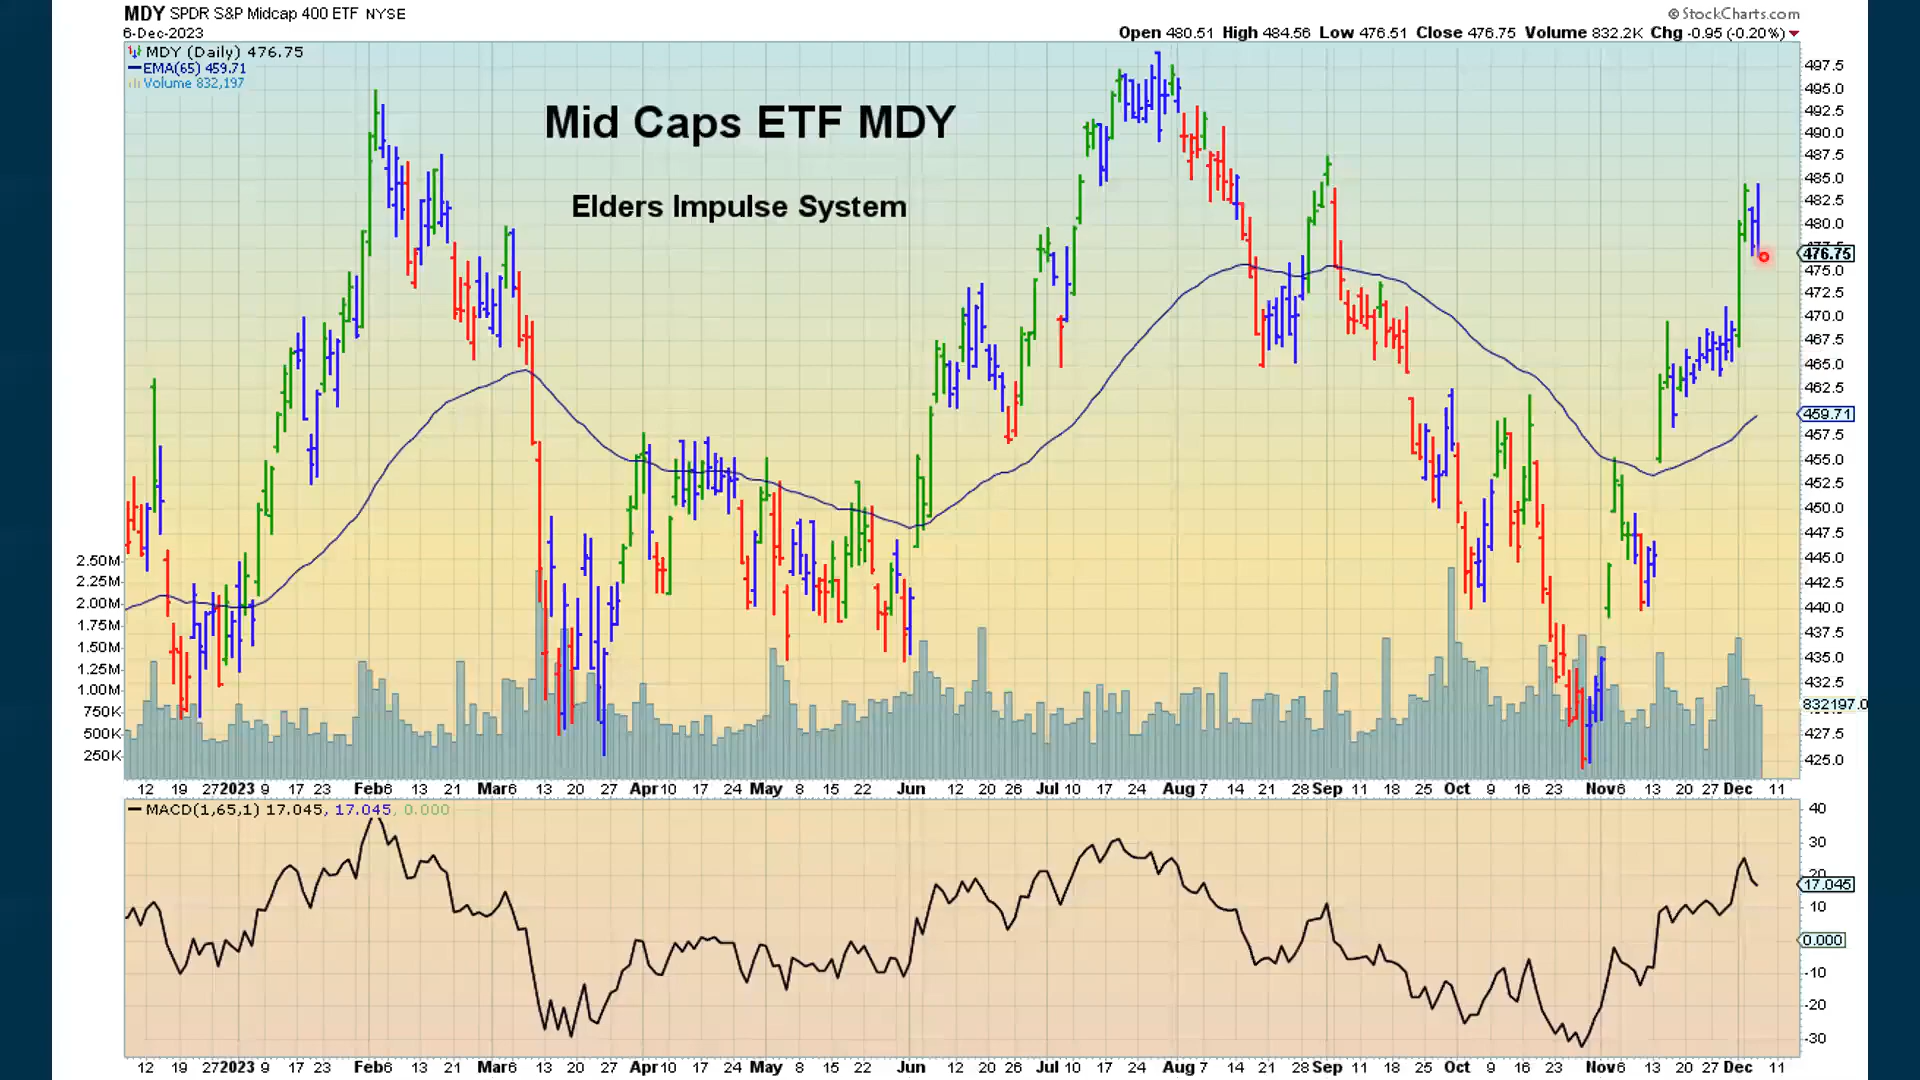 MDY SPDR S&P Midcap 400 ETF NYSE
© StockCharts.com
6-Dec-2023
Open 480.51 High 484.56 Low 476.51 Close 476.75 Volume 832.2K Chg -0.95 (-0.20%)
MDY (Daily) 476.75
EMA(65) 459.71
Volume 832,197
Mid Caps ETF MDY
Elders Impulse System
497.5
495.0
492.5
490.0
487.5
485.0
482.5
480.0
476.75
475.0
472.5
470.0
467.5
465.0
462.5
459.71
457.5
455.0
452.5
450.0
447.5
445.0
442.5
440.0
437.5
435.0
432.5
832197.0
427.5
425.0
2.50M
2.25M
2.00M
1.75M
1.50M
1.25M
1.00M
750K
500K
250K
12 19 27 2023 9 17 23 Feb 6 13 21 Mar 6 13 20 27 Apr 10 17 24 May 8 15 22 Jun 12 20 26 Jul 10 17 24 Aug 7 14 21 28 Sep 11 18 25 Oct 9 16 23 Nov 6 13 20 27 Dec 11
MACD(1,65,1) 17.045, 17.045, 0.000
40
30
20
17.045
10
0.000
-10
-20
-30
12 19 27 2023 9 17 23 Feb 6 13 21 Mar 6 13 20 27 Apr 10 17 24 May 8 15 22 Jun 12 20 26 Jul 10 17 24 Aug 7 14 21 28 Sep 11 18 25 Oct 9 16 23 Nov 6 13 20 27 Dec 11